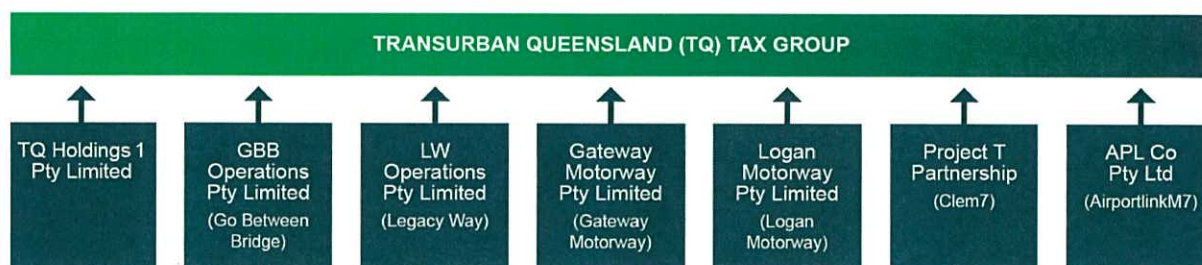 TRANSURBAN QUEENSLAND (TQ) TAX GROUP
TQ Holdings 1
Pty Limited
GBB
Operations
Pty Limited
(Go Between
Bridge)
LW
Operations
Pty Limited
(Legacy Way)
Gateway
Motorway
Pty Limited
(Gateway
Motorway)
Logan
Motorway
Pty Limited
(Logan
Motorway)
Project T
Partnership
(Clem7)
APL Co
Pty Ltd
(AirportlinkM7)